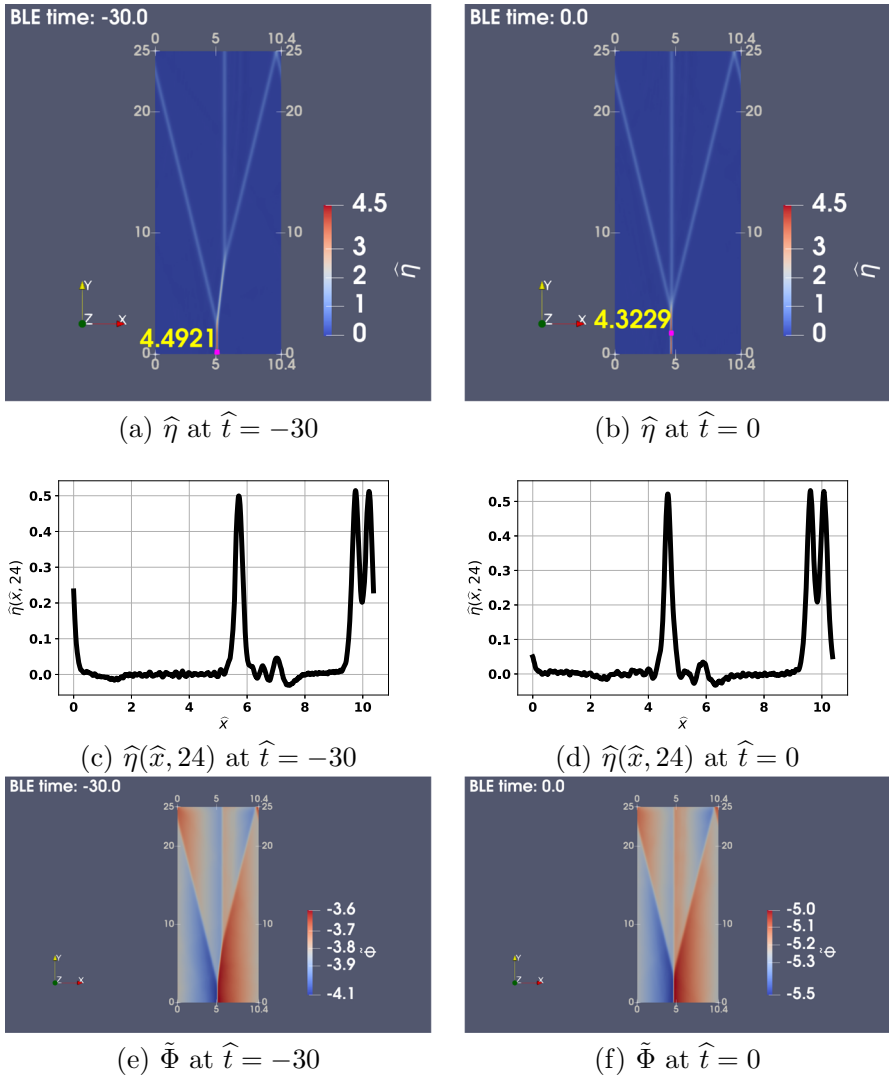 BLE time: -30.0
0 5 10.4
25 25
20 20
10 10
0 0
0 5 10.4
4.5
3
2
1
0
η̂
Y
Z X
4.4921
(a) η̂ at t̂ = −30
BLE time: 0.0
0 5 10.4
25 25
20 20
10 10
0 0
0 5 10.4
4.5
3
2
1
0
η̂
Y
Z X
4.3229
(b) η̂ at t̂ = 0
η̂(x̂, 24)
0.5
0.4
0.3
0.2
0.1
0.0
0 2 4 6 8 10
x̂
(c) η̂(x̂, 24) at t̂ = −30
η̂(x̂, 24)
0.5
0.4
0.3
0.2
0.1
0.0
0 2 4 6 8 10
x̂
(d) η̂(x̂, 24) at t̂ = 0
BLE time: -30.0
0 5 10.4
25 25
20 20
10 10
0 0
0 5 10.4
-3.6
-3.7
-3.8
-3.9
-4.1
Φ̃
Y
Z X
(e) Φ̃ at t̂ = −30
BLE time: 0.0
0 5 10.4
25 25
20 20
10 10
0 0
0 5 10.4
-5.0
-5.1
-5.2
-5.3
-5.5
Φ̃
Y
Z X
(f) Φ̃ at t̂ = 0